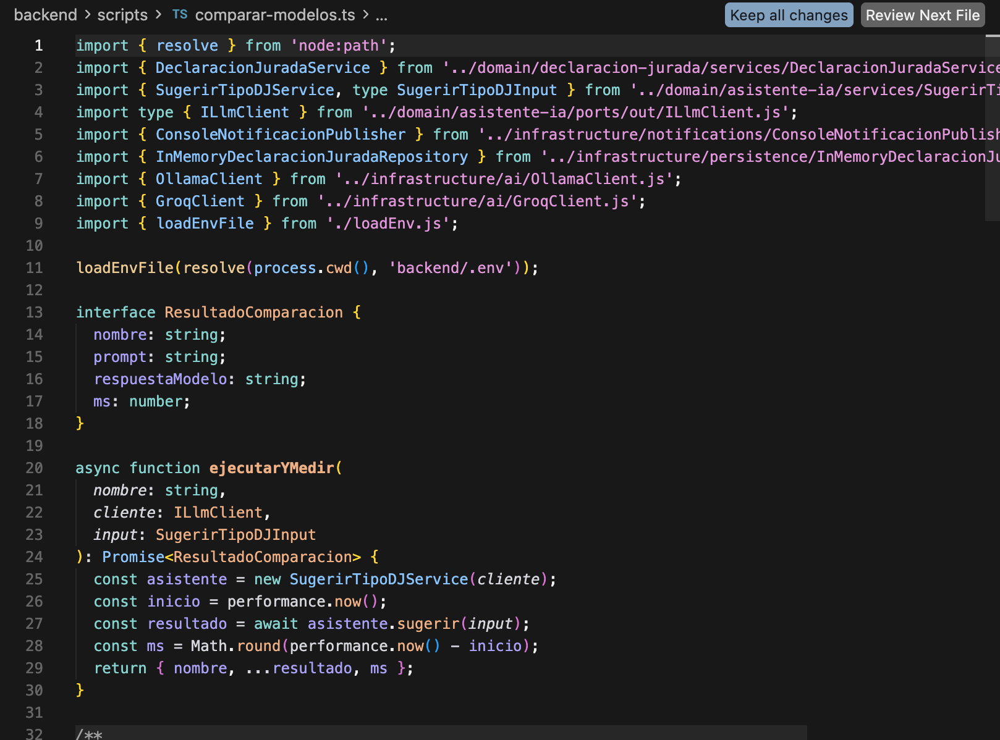 backend > scripts > TS comparar-modelos.ts > ...
Keep all changes
Review Next File
1 import { resolve } from 'node:path';
2 import { DeclaracionJuradaService } from '../domain/declaracion-jurada/services/DeclaracionJuradaService
3 import { SugerirTipoDJService, type SugerirTipoDJInput } from '../domain/asistente-ia/services/SugerirTi
4 import type { ILlmClient } from '../domain/asistente-ia/ports/out/ILlmClient.js';
5 import { ConsoleNotificacionPublisher } from '../infrastructure/notifications/ConsoleNotificacionPublish
6 import { InMemoryDeclaracionJuradaRepository } from '../infrastructure/persistence/InMemoryDeclaracionJu
7 import { OllamaClient } from '../infrastructure/ai/OllamaClient.js';
8 import { GroqClient } from '../infrastructure/ai/GroqClient.js';
9 import { loadEnvFile } from './loadEnv.js';
10
11 loadEnvFile(resolve(process.cwd(), 'backend/.env'));
12
13 interface ResultadoComparacion {
14   nombre: string;
15   prompt: string;
16   respuestaModelo: string;
17   ms: number;
18 }
19
20 async function ejecutarYMedir(
21   nombre: string,
22   cliente: ILlmClient,
23   input: SugerirTipoDJInput
24 ): Promise<ResultadoComparacion> {
25   const asistente = new SugerirTipoDJService(cliente);
26   const inicio = performance.now();
27   const resultado = await asistente.sugerir(input);
28   const ms = Math.round(performance.now() - inicio);
29   return { nombre, ...resultado, ms };
30 }
31
32 /**